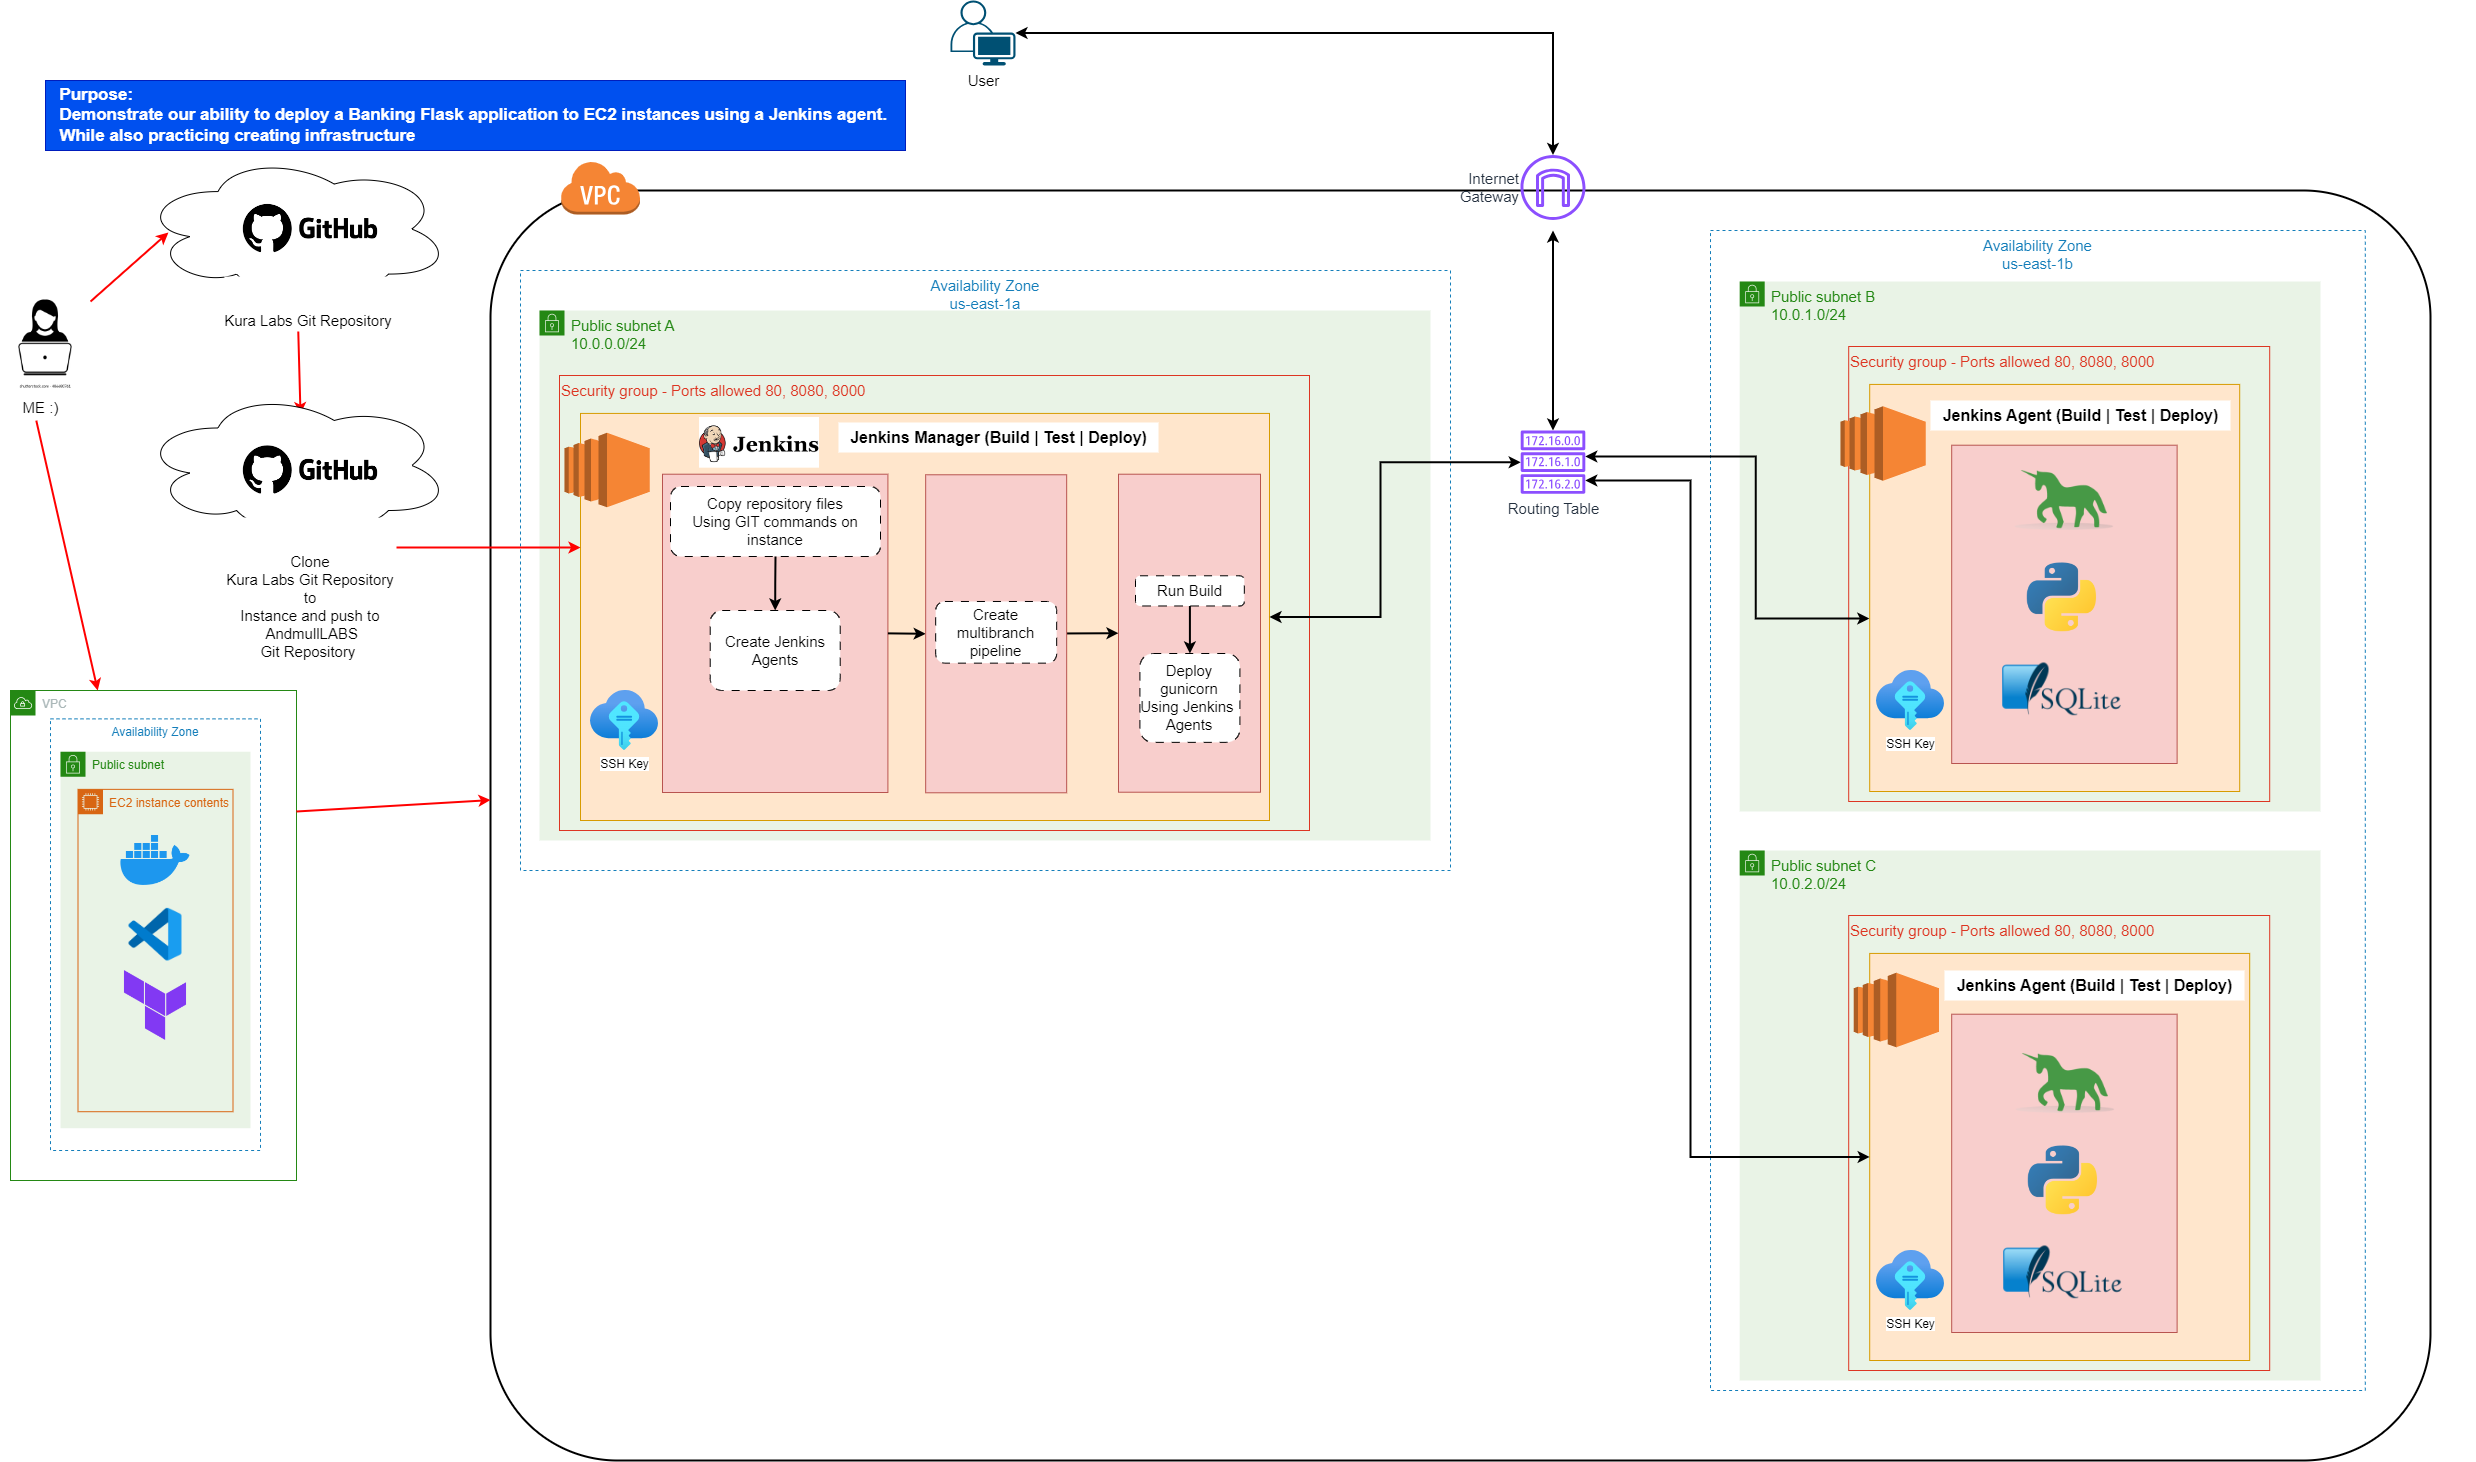 User
Purpose:
Demonstrate our ability to deploy a Banking Flask application to EC2 instances using a Jenkins agent.
While also practicing creating infrastructure
GitHub
Kura Labs Git Repository
ME :)
GitHub
Clone
Kura Labs Git Repository
to
Instance and push to
AndmullLABS
Git Repository
VPC
Availability Zone
Public subnet
EC2 instance contents
VPC
Internet
Gateway
Availability Zone
us-east-1a
Public subnet A
10.0.0.0/24
Security group - Ports allowed 80, 8080, 8000
Jenkins
Jenkins Manager (Build | Test | Deploy)
Copy repository files
Using GIT commands on
instance
Create Jenkins
Agents
Create
multibranch
pipeline
Run Build
Deploy
gunicorn
Using Jenkins
Agents
SSH Key
172.16.0.0
172.16.1.0
172.16.2.0
Routing Table
Availability Zone
us-east-1b
Public subnet B
10.0.1.0/24
Security group - Ports allowed 80, 8080, 8000
Jenkins Agent (Build | Test | Deploy)
SQLite
SSH Key
Public subnet C
10.0.2.0/24
Security group - Ports allowed 80, 8080, 8000
Jenkins Agent (Build | Test | Deploy)
SQLite
SSH Key